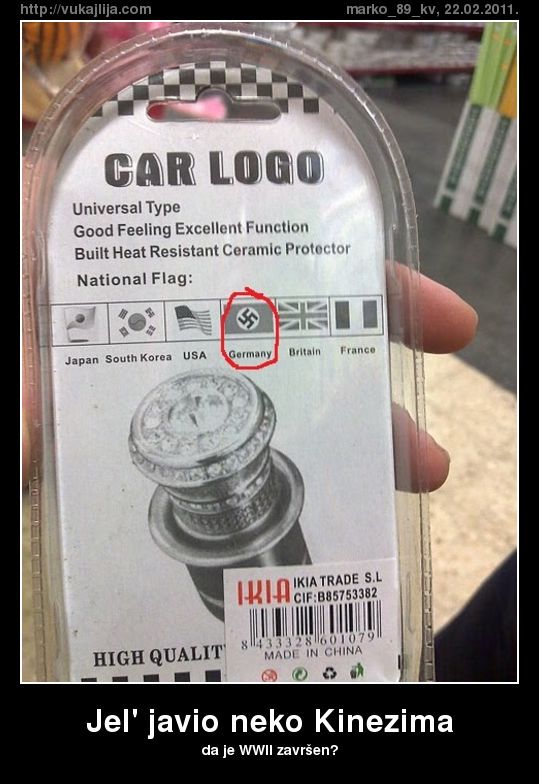 http://vukajlija.com
marko_89_kv, 22.02.2011.
CAR LOGO
Universal Type
Good Feeling Excellent Function
Built Heat Resistant Ceramic Protector
National Flag:
Japan South Korea USA Germany Britain France
IKIA IKIA TRADE S.L
CIF:B85753382
8 433328 601079
MADE IN CHINA
HIGH QUALIT
Jel' javio neko Kinezima
da je WWII završen?